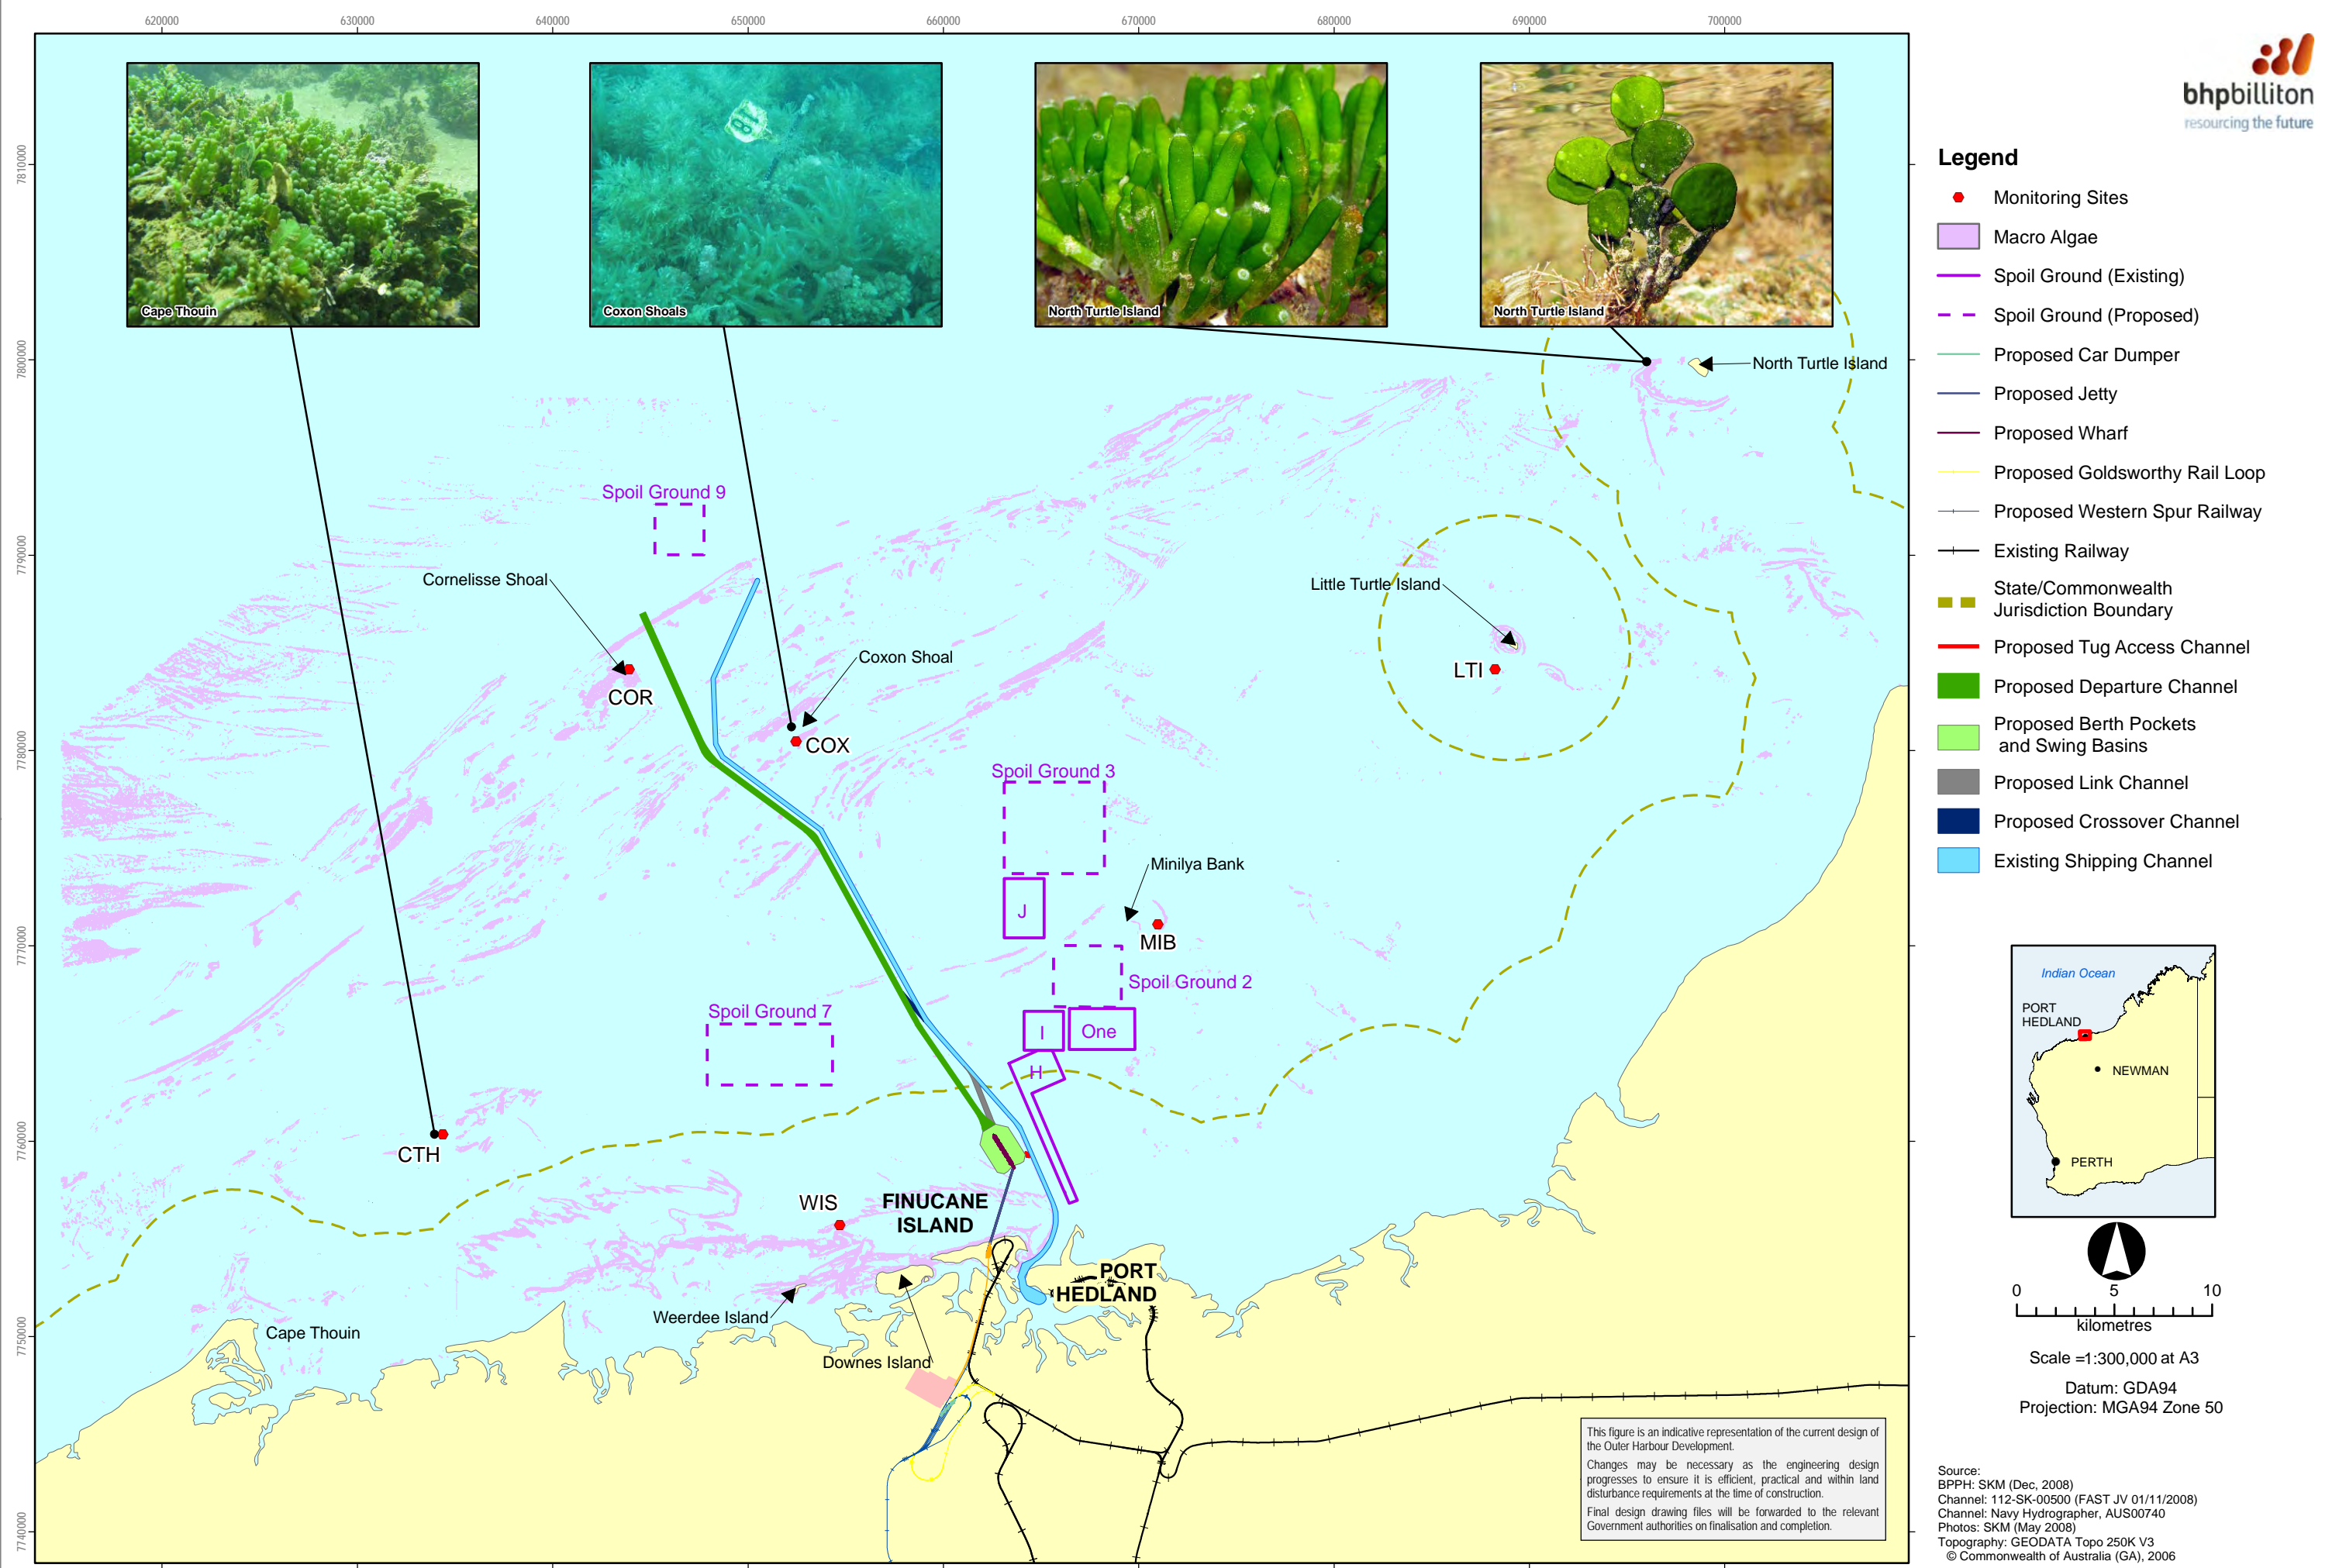 620000
630000
640000
650000
660000
670000
680000
690000
700000
7810000
7800000
7790000
7780000
7770000
7760000
7750000
7740000
Cape Thouin
Coxon Shoals
North Turtle Island
North Turtle Island
North Turtle Island
Spoil Ground 9
Cornelisse Shoal
Little Turtle Island
Coxon Shoal
LTI
COR
COX
Spoil Ground 3
Minilya Bank
J
MIB
Spoil Ground 2
Spoil Ground 7
I
One
H
CTH
WIS
FINUCANE
ISLAND
PORT
HEDLAND
Weerdee Island
Cape Thouin
Downes Island
This figure is an indicative representation of the current design of
the Outer Harbour Development.
Changes may be necessary as the engineering design
progresses to ensure it is efficient, practical and within land
disturbance requirements at the time of construction.
Final design drawing files will be forwarded to the relevant
Government authorities on finalisation and completion.
bhpbilliton
resourcing the future
Legend
Monitoring Sites
Macro Algae
Spoil Ground (Existing)
Spoil Ground (Proposed)
Proposed Car Dumper
Proposed Jetty
Proposed Wharf
Proposed Goldsworthy Rail Loop
Proposed Western Spur Railway
Existing Railway
State/Commonwealth
Jurisdiction Boundary
Proposed Tug Access Channel
Proposed Departure Channel
Proposed Berth Pockets
and Swing Basins
Proposed Link Channel
Proposed Crossover Channel
Existing Shipping Channel
Indian Ocean
PORT
HEDLAND
NEWMAN
PERTH
0 5 10
kilometres
Scale =1:300,000 at A3
Datum: GDA94
Projection: MGA94 Zone 50
Source:
BPPH: SKM (Dec, 2008)
Channel: 112-SK-00500 (FAST JV 01/11/2008)
Channel: Navy Hydrographer, AUS00740
Photos: SKM (May 2008)
Topography: GEODATA Topo 250K V3
© Commonwealth of Australia (GA), 2006